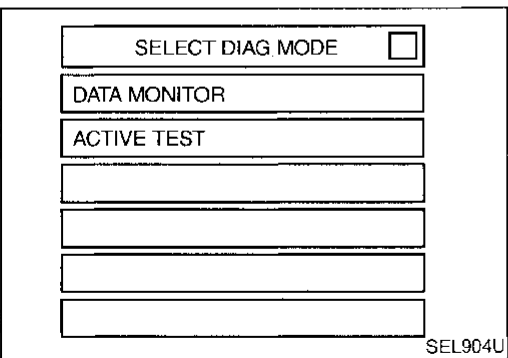 SELECT DIAG MODE
DATA MONITOR
ACTIVE TEST
SEL904U